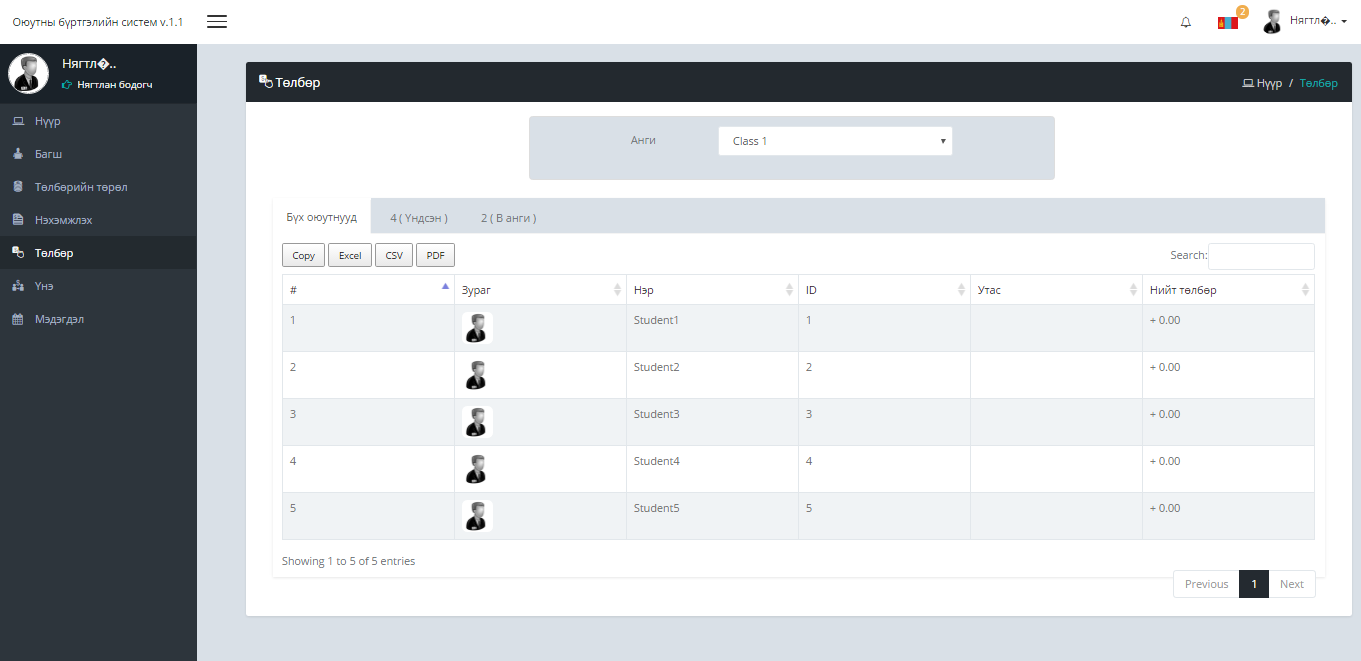 Оюутны бүртгэлийн систем v.1.1
2
Нягтл�.. 
Нягтл�..
Нягтлан бодогч
Нүүр
Багш
Төлбөрийн төрөл
Нэхэмжлэх
Төлбөр
Үнэ
Мэдэгдэл
Төлбөр
Нүүр / Төлбөр
Анги Class 1
Бүх оюутнууд 4 ( Үндсэн ) 2 ( В анги )
Copy Excel CSV PDF Search:
# Зураг Нэр ID Утас Нийт төлбөр
1 Student1 1 + 0.00
2 Student2 2 + 0.00
3 Student3 3 + 0.00
4 Student4 4 + 0.00
5 Student5 5 + 0.00
Showing 1 to 5 of 5 entries
Previous 1 Next